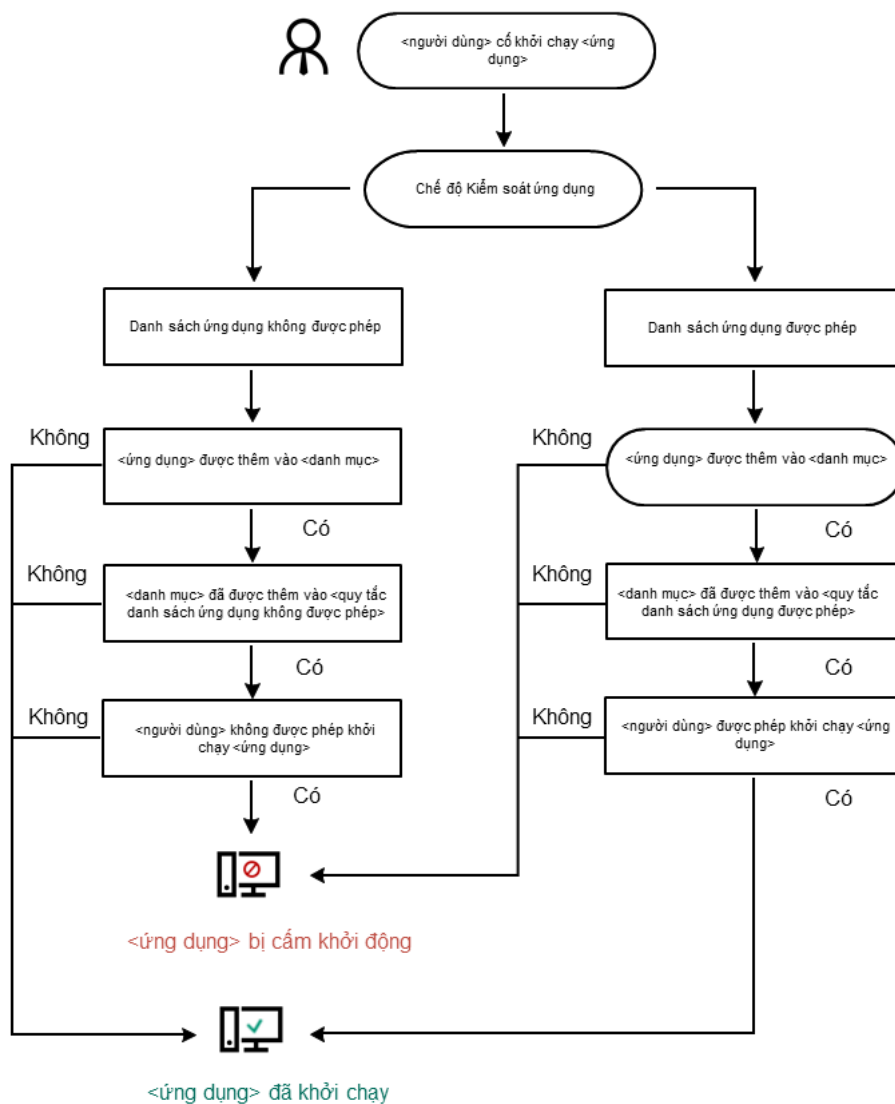 <người dùng> cố khởi chạy <ứng
dụng>
Chế độ Kiểm soát ứng dụng
Danh sách ứng dụng không được phép
Danh sách ứng dụng được phép
Không
<ứng dụng> được thêm vào <danh mục>
Không
<ứng dụng> được thêm vào <danh mục>
Có
Có
Không
<danh mục> đã được thêm vào <quy tắc
danh sách ứng dụng không được phép>
Không
<danh mục> đã được thêm vào <quy tắc
danh sách ứng dụng được phép>
Có
Có
Không
<người dùng> không được phép khởi
chạy <ứng dụng>
Không
<người dùng> được phép khởi chạy <ứng
dụng>
Có
Có
<ứng dụng> bị cấm khởi động
<ứng dụng> đã khởi chạy